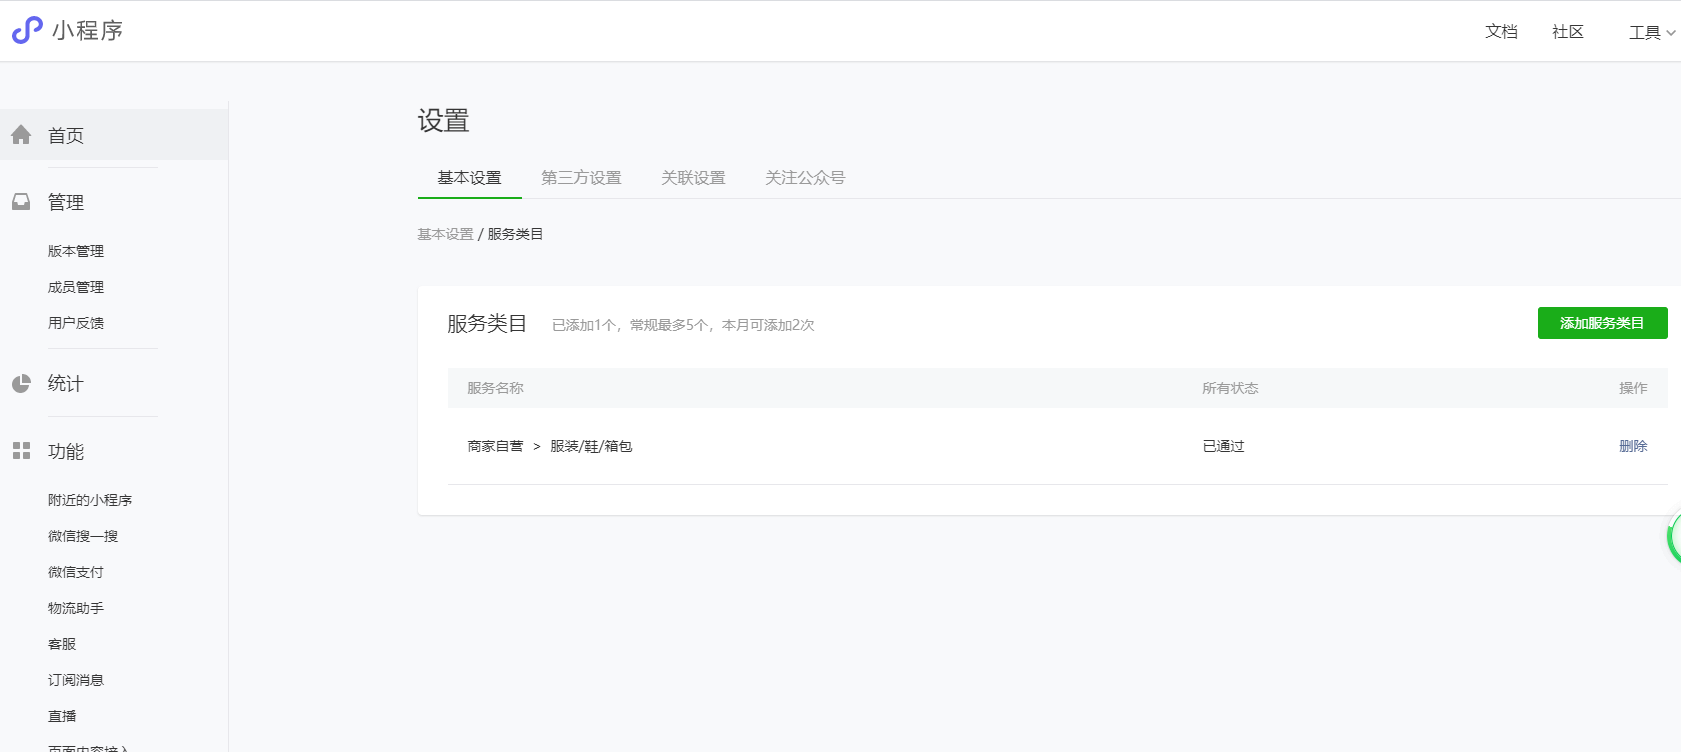 小程序
文档 社区 工具
首页
管理
版本管理
成员管理
用户反馈
统计
功能
附近的小程序
微信搜一搜
微信支付
物流助手
客服
订阅消息
直播
页面内容接入
设置
基本设置 第三方设置 关联设置 关注公众号
基本设置 / 服务类目
服务类目 已添加1个，常规最多5个，本月可添加2次 添加服务类目
服务名称 所有状态 操作
商家自营 > 服装/鞋/箱包 已通过 删除